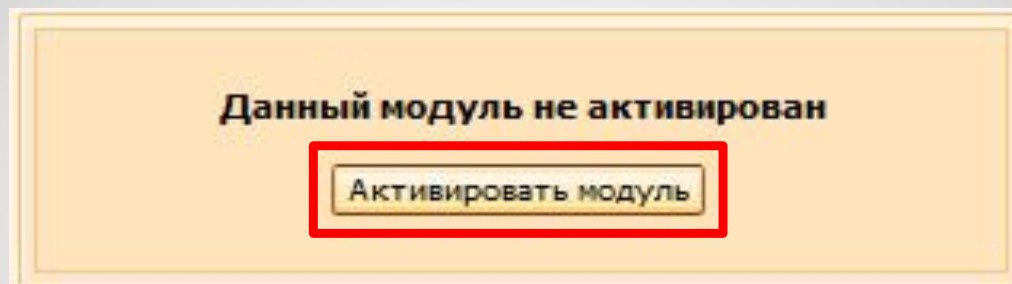 Данный модуль не активирован
Активировать модуль